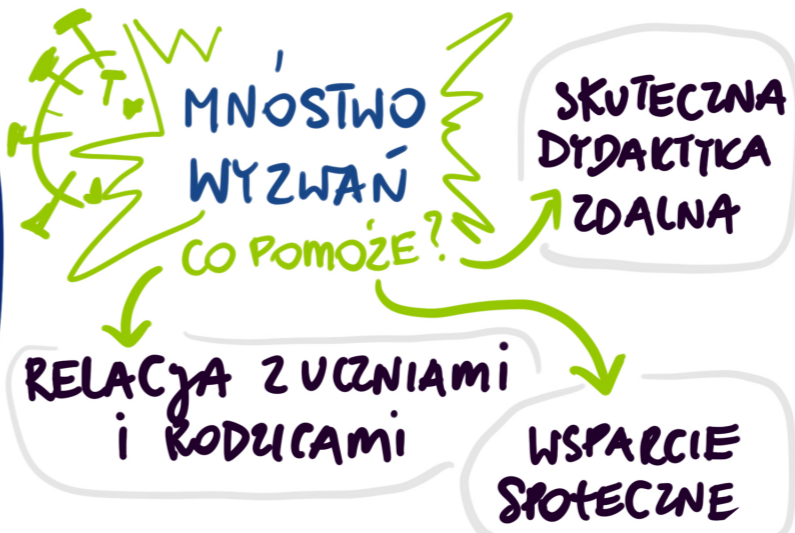 MNÓSTWO
WYZWAŃ
CO POMOŻE?
SKUTECZNA
DYDAKTYKA
ZDALNA
RELACJA Z UCZNIAMI
i RODZICAMI
WSPARCIE
SPOŁECZNE